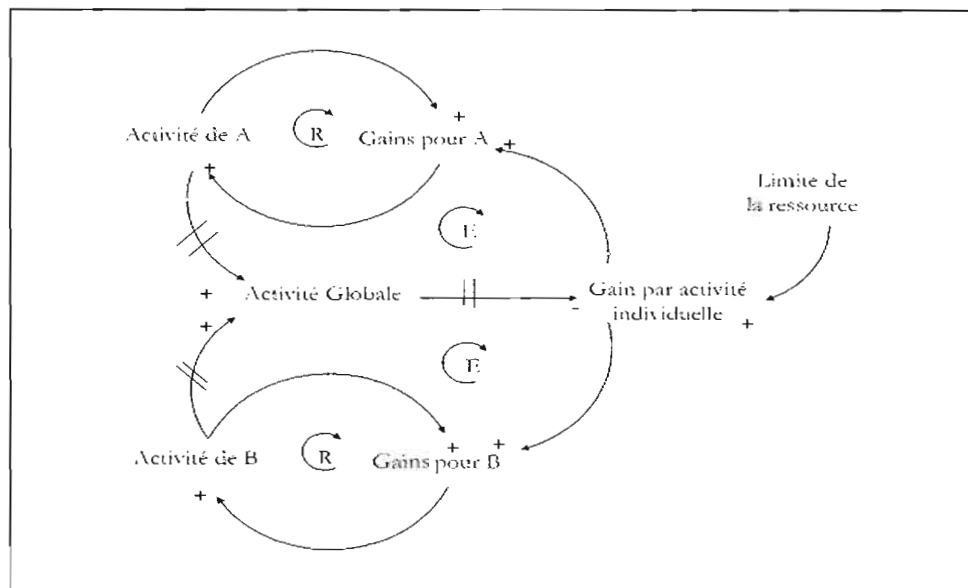 +
Activité de A
R
Gains pour A
+
+
Limite de
la ressource
E
+
Activité Globale
-
Gain par activité
individuelle
+
+
E
Activité de B
R
Gains pour B
+
+
+